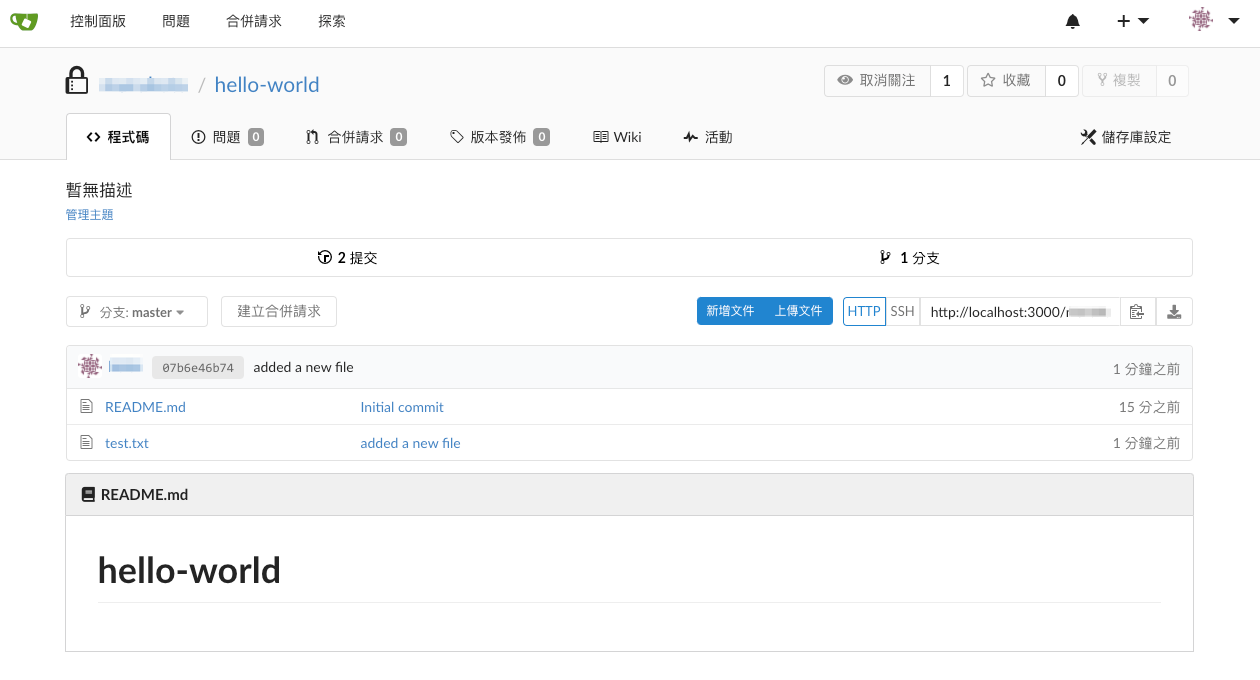 控制面版 問題 合併請求 探索
/ hello-world 取消關注 1 收藏 0 複製 0
程式碼 問題 0 合併請求 0 版本發佈 0 Wiki 活動 儲存庫設定
暫無描述
管理主題
2 提交 1 分支
分支: master 建立合併請求 新增文件 上傳文件 HTTP SSH http://localhost:3000/
07b6e46b74 added a new file 1 分鐘之前
README.md Initial commit 15 分之前
test.txt added a new file 1 分鐘之前
README.md
hello-world